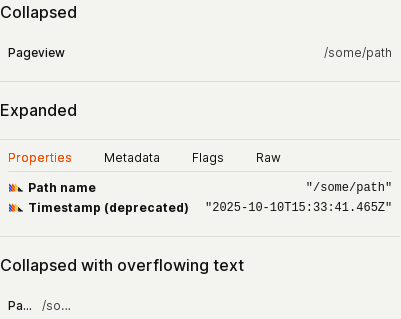 Collapsed
Pageview /some/path
Expanded
Properties Metadata Flags Raw
Path name "/some/path"
Timestamp (deprecated) "2025-10-10T15:33:41.465Z"
Collapsed with overflowing text
Pa... /so...